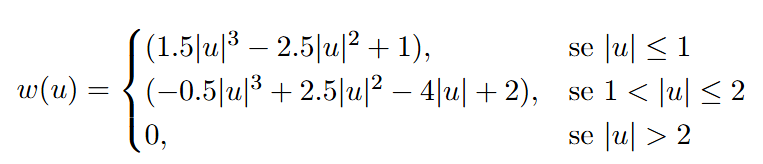 (1.5|u|³ − 2.5|u|² + 1), se |u| ≤ 1
w(u) = { (−0.5|u|³ + 2.5|u|² − 4|u| + 2), se 1 < |u| ≤ 2
0, se |u| > 2